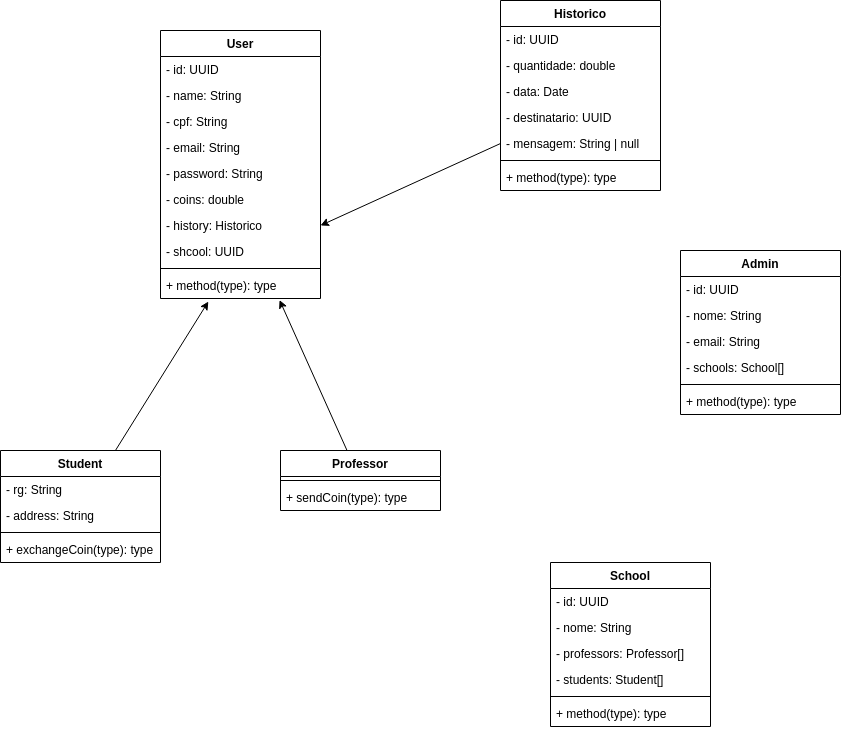 User
- id: UUID
- name: String
- cpf: String
- email: String
- password: String
- coins: double
- history: Historico
- shcool: UUID
+ method(type): type
Historico
- id: UUID
- quantidade: double
- data: Date
- destinatario: UUID
- mensagem: String | null
+ method(type): type
Admin
- id: UUID
- nome: String
- email: String
- schools: School[]
+ method(type): type
Student
- rg: String
- address: String
+ exchangeCoin(type): type
Professor
+ sendCoin(type): type
School
- id: UUID
- nome: String
- professors: Professor[]
- students: Student[]
+ method(type): type